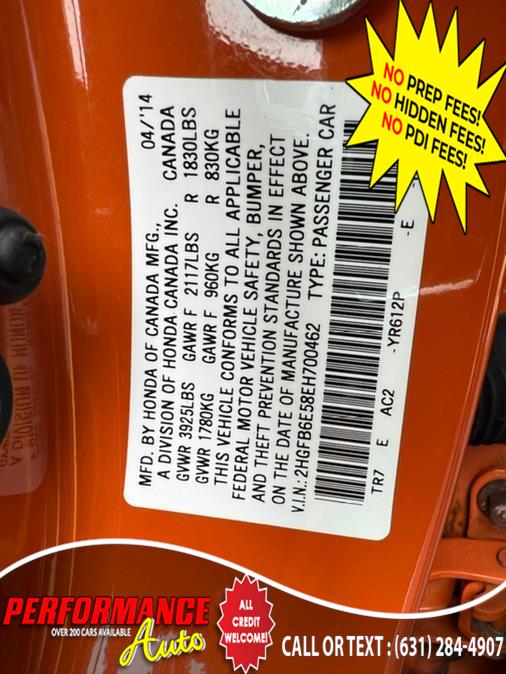 NO PREP FEES!
NO HIDDEN FEES!
NO PDI FEES!
MFD. BY HONDA OF CANADA MFG., 04/'14
A DIVISION OF HONDA CANADA INC. CANADA
GVWR 3925LBS GAWR F 2117LBS R 1830LBS
GVWR 1780KG GAWR F 960KG R 830KG
THIS VEHICLE CONFORMS TO ALL APPLICABLE
FEDERAL MOTOR VEHICLE SAFETY, BUMPER,
AND THEFT PREVENTION STANDARDS IN EFFECT
ON THE DATE OF MANUFACTURE SHOWN ABOVE.
V.I.N.: 2HGFB6E58EH700462 TYPE: PASSENGER CAR
TR7 E AC2 -YR612P -E
PERFORMANCE
OVER 200 CARS AVAILABLE
Auto
ALL
CREDIT
WELCOME!
CALL OR TEXT : (631) 284-4907